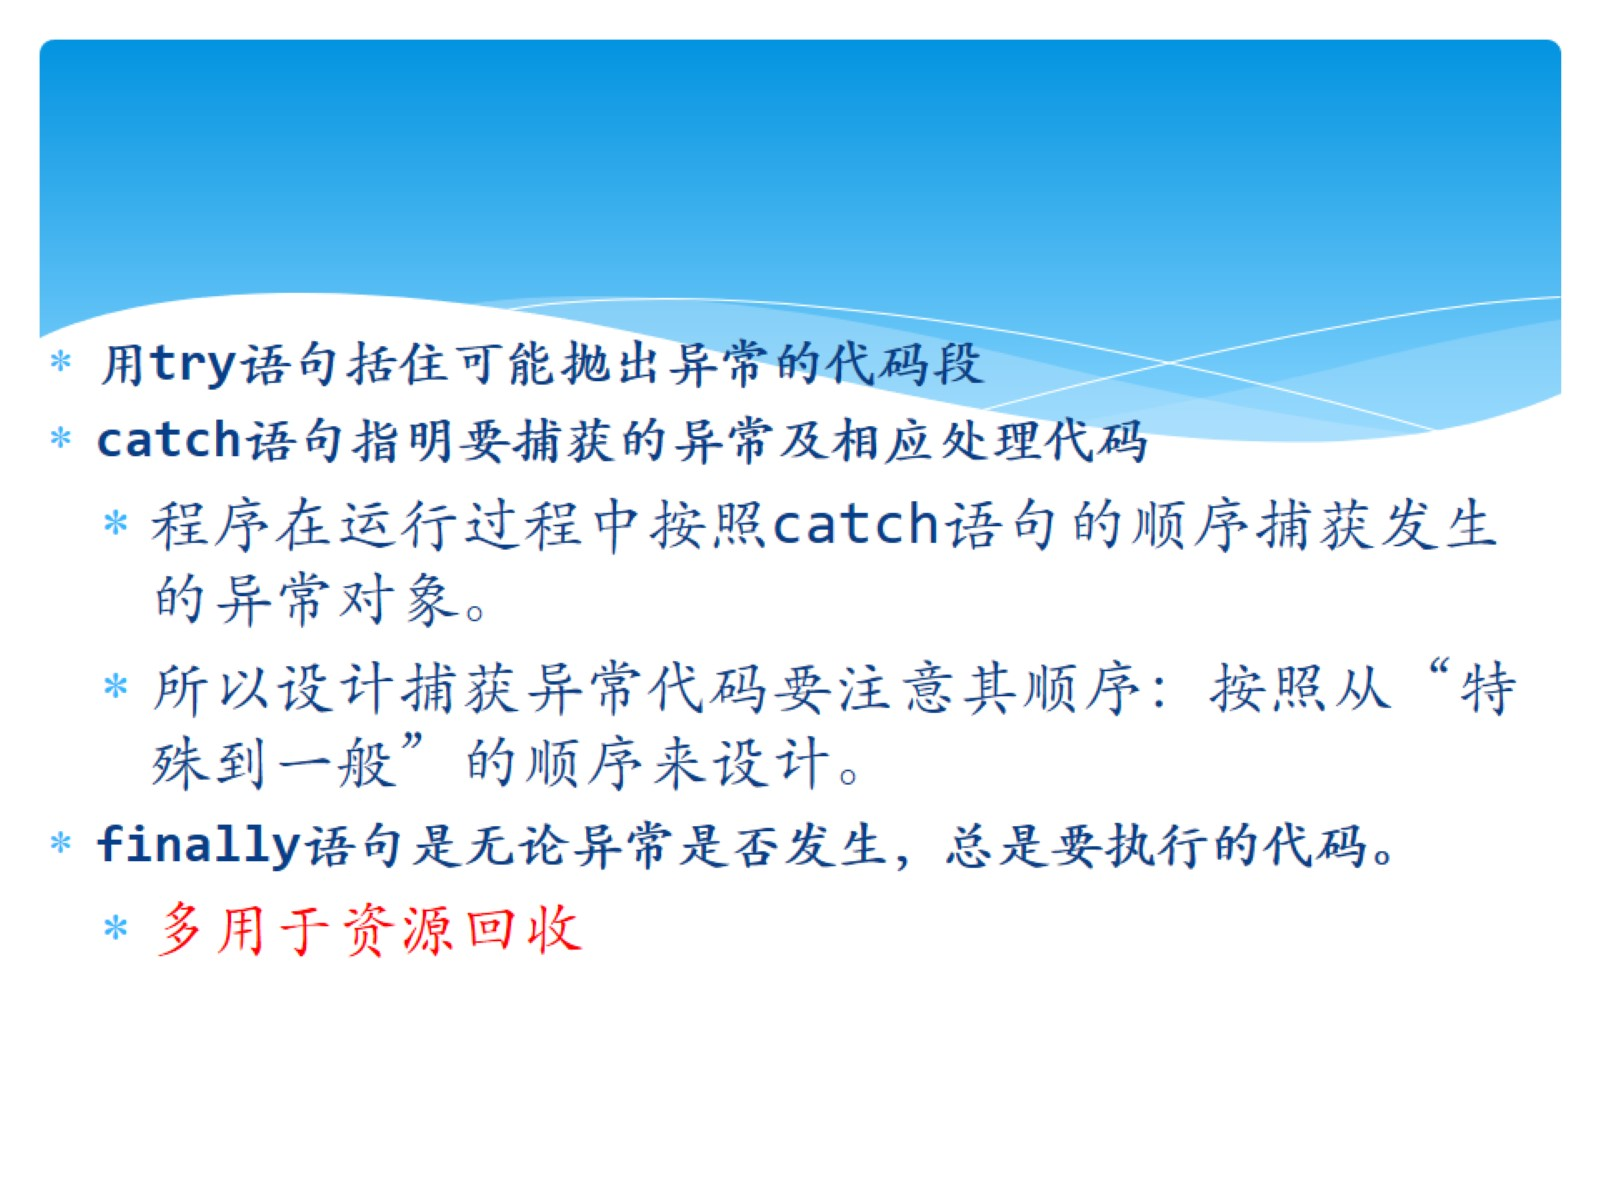 * 用try语句括住可能抛出异常的代码段
* catch语句指明要捕获的异常及相应处理代码
* 程序在运行过程中按照catch语句的顺序捕获发生
的异常对象。
* 所以设计捕获异常代码要注意其顺序：按照从“特
殊到一般”的顺序来设计。
* finally语句是无论异常是否发生，总是要执行的代码。
* 多用于资源回收